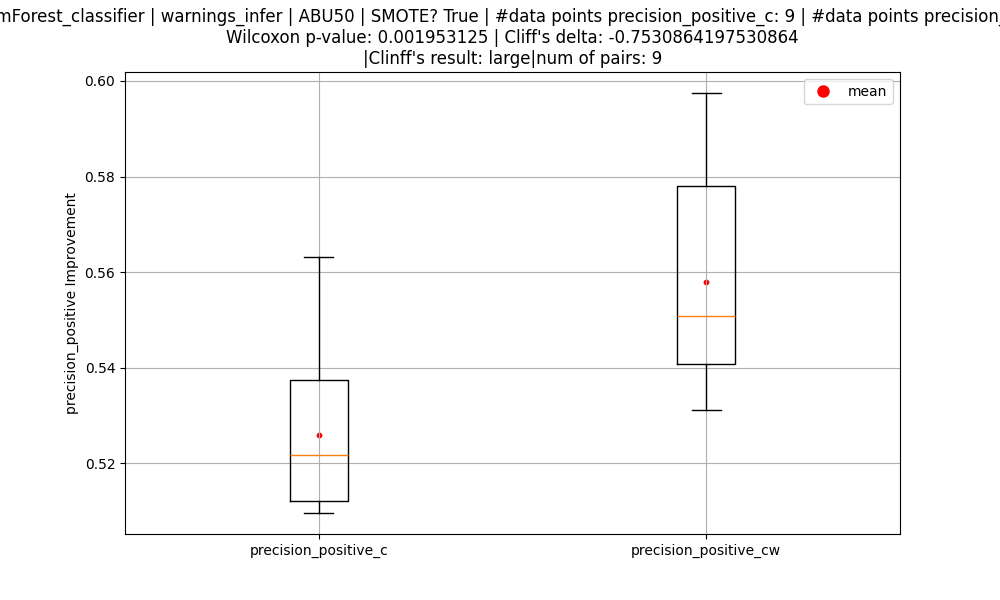 mForest_classifier | warnings_infer | ABU50 | SMOTE? True | #data points precision_positive_c: 9 | #data points precision_
Wilcoxon p-value: 0.001953125 | Cliff's delta: -0.7530864197530864
|Clinff's result: large|num of pairs: 9
mean
precision_positive Improvement
0.60
0.58
0.56
0.54
0.52
precision_positive_c
precision_positive_cw